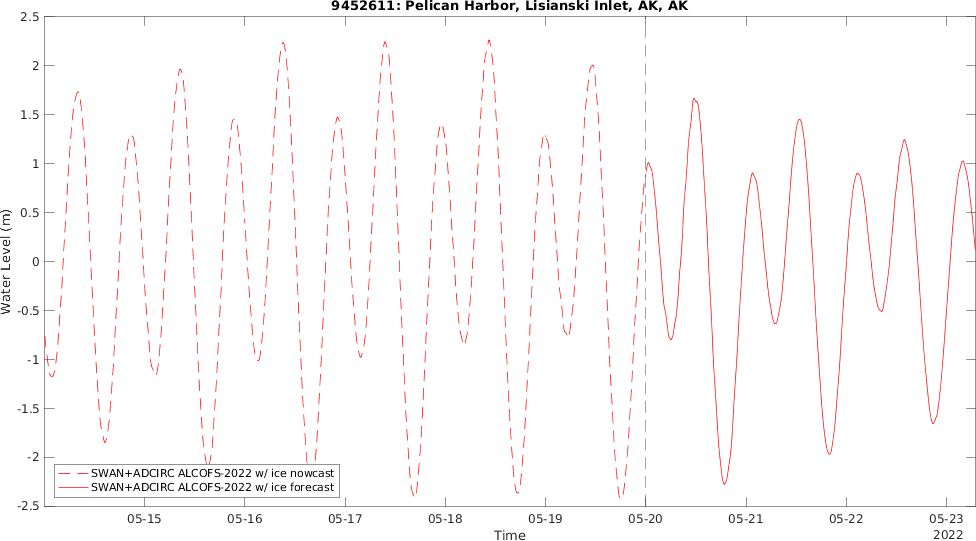 9452611: Pelican Harbor, Lisianski Inlet, AK, AK
2.5
2
1.5
1
0.5
0
-0.5
-1
-1.5
-2
-2.5
Water Level (m)
SWAN+ADCIRC ALCOFS-2022 w/ ice nowcast
SWAN+ADCIRC ALCOFS-2022 w/ ice forecast
05-15 05-16 05-17 05-18 05-19 05-20 05-21 05-22 05-23
2022
Time